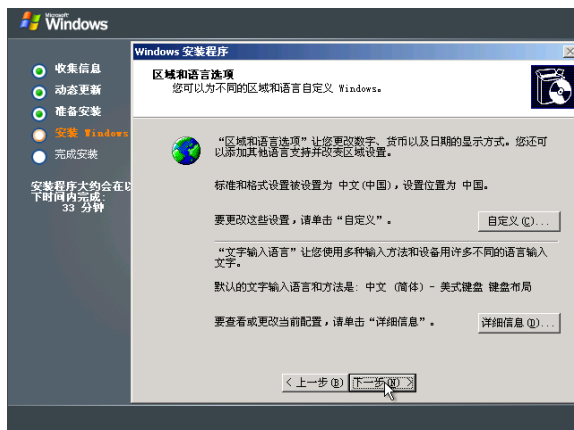 Microsoft
Windows
Windows 安装程序
收集信息
动态更新
准备安装
安装 Windows
完成安装
安装程序大约会在以
下时间内完成:
33 分钟
区域和语言选项
您可以为不同的区域和语言自定义 Windows。
“区域和语言选项”让您更改数字、货币以及日期的显示方式。您还可
以添加其他语言支持并改变区域设置。
标准和格式设置被设置为 中文(中国)，设置位置为 中国。
要更改这些设置，请单击“自定义”。
自定义(C)...
“文字输入语言”让您使用多种输入方法和设备用许多不同的语言输入
文字。
默认的文字输入语言和方法是: 中文 (简体) - 美式键盘 键盘布局
要查看或更改当前配置，请单击“详细信息”。
详细信息(D)...
< 上一步(B)
下一步(N) >